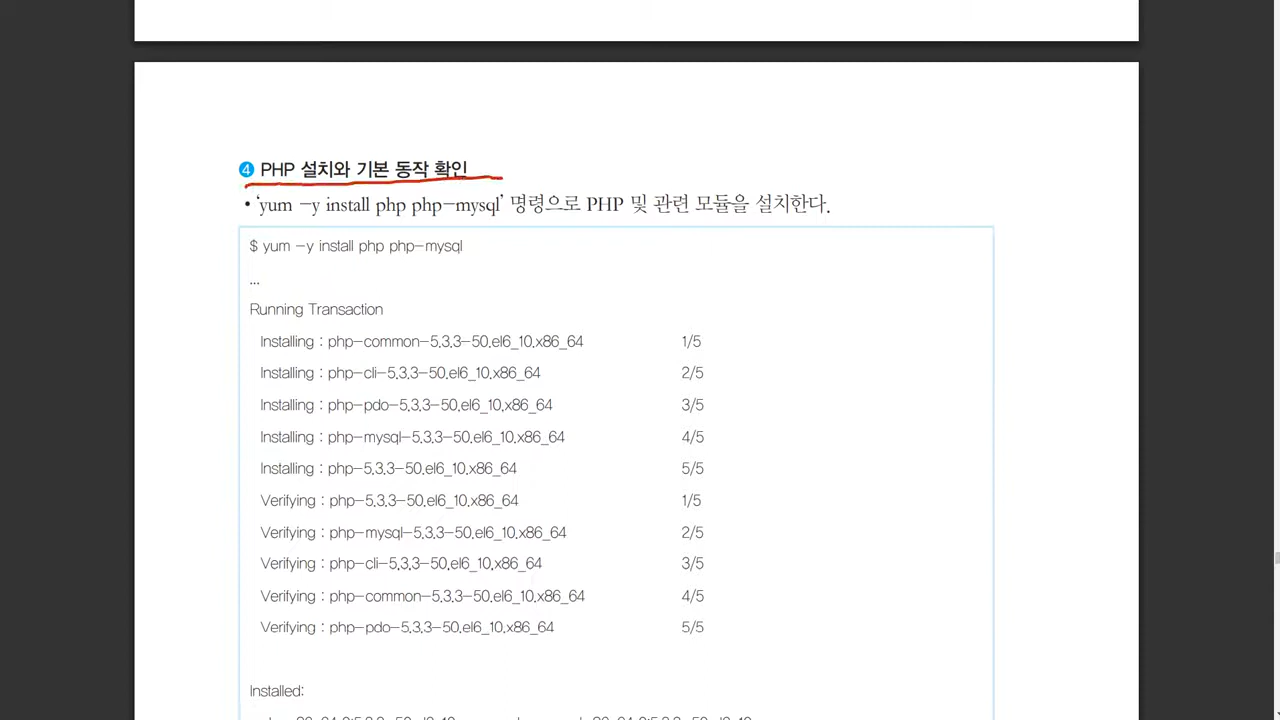 4 PHP 설치와 기본 동작 확인
• ‘yum –y install php php–mysql’ 명령으로 PHP 및 관련 모듈을 설치한다.
$ yum –y install php php–mysql
...
Running Transaction
Installing : php–common–5.3.3–50.el6_10.x86_64 1/5
Installing : php–cli–5.3.3–50.el6_10.x86_64 2/5
Installing : php–pdo–5.3.3–50.el6_10.x86_64 3/5
Installing : php–mysql–5.3.3–50.el6_10.x86_64 4/5
Installing : php–5.3.3–50.el6_10.x86_64 5/5
Verifying : php–5.3.3–50.el6_10.x86_64 1/5
Verifying : php–mysql–5.3.3–50.el6_10.x86_64 2/5
Verifying : php–cli–5.3.3–50.el6_10.x86_64 3/5
Verifying : php–common–5.3.3–50.el6_10.x86_64 4/5
Verifying : php–pdo–5.3.3–50.el6_10.x86_64 5/5
Installed: